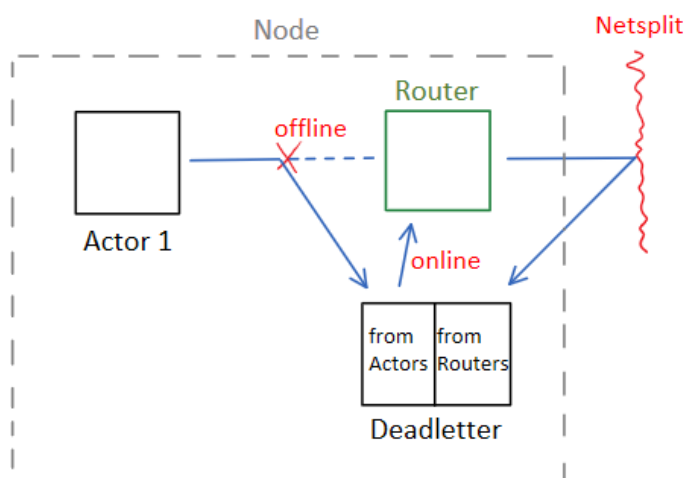 Netsplit
Node
Router
offline
Actor 1
online
from
Actors
from
Routers
Deadletter